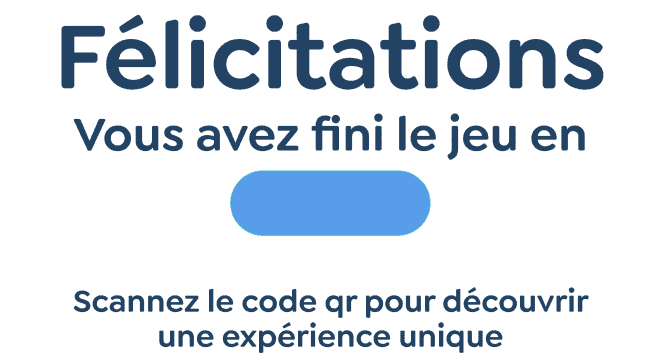 Félicitations
Vous avez fini le jeu en
Scannez le code qr pour découvrir
une expérience unique